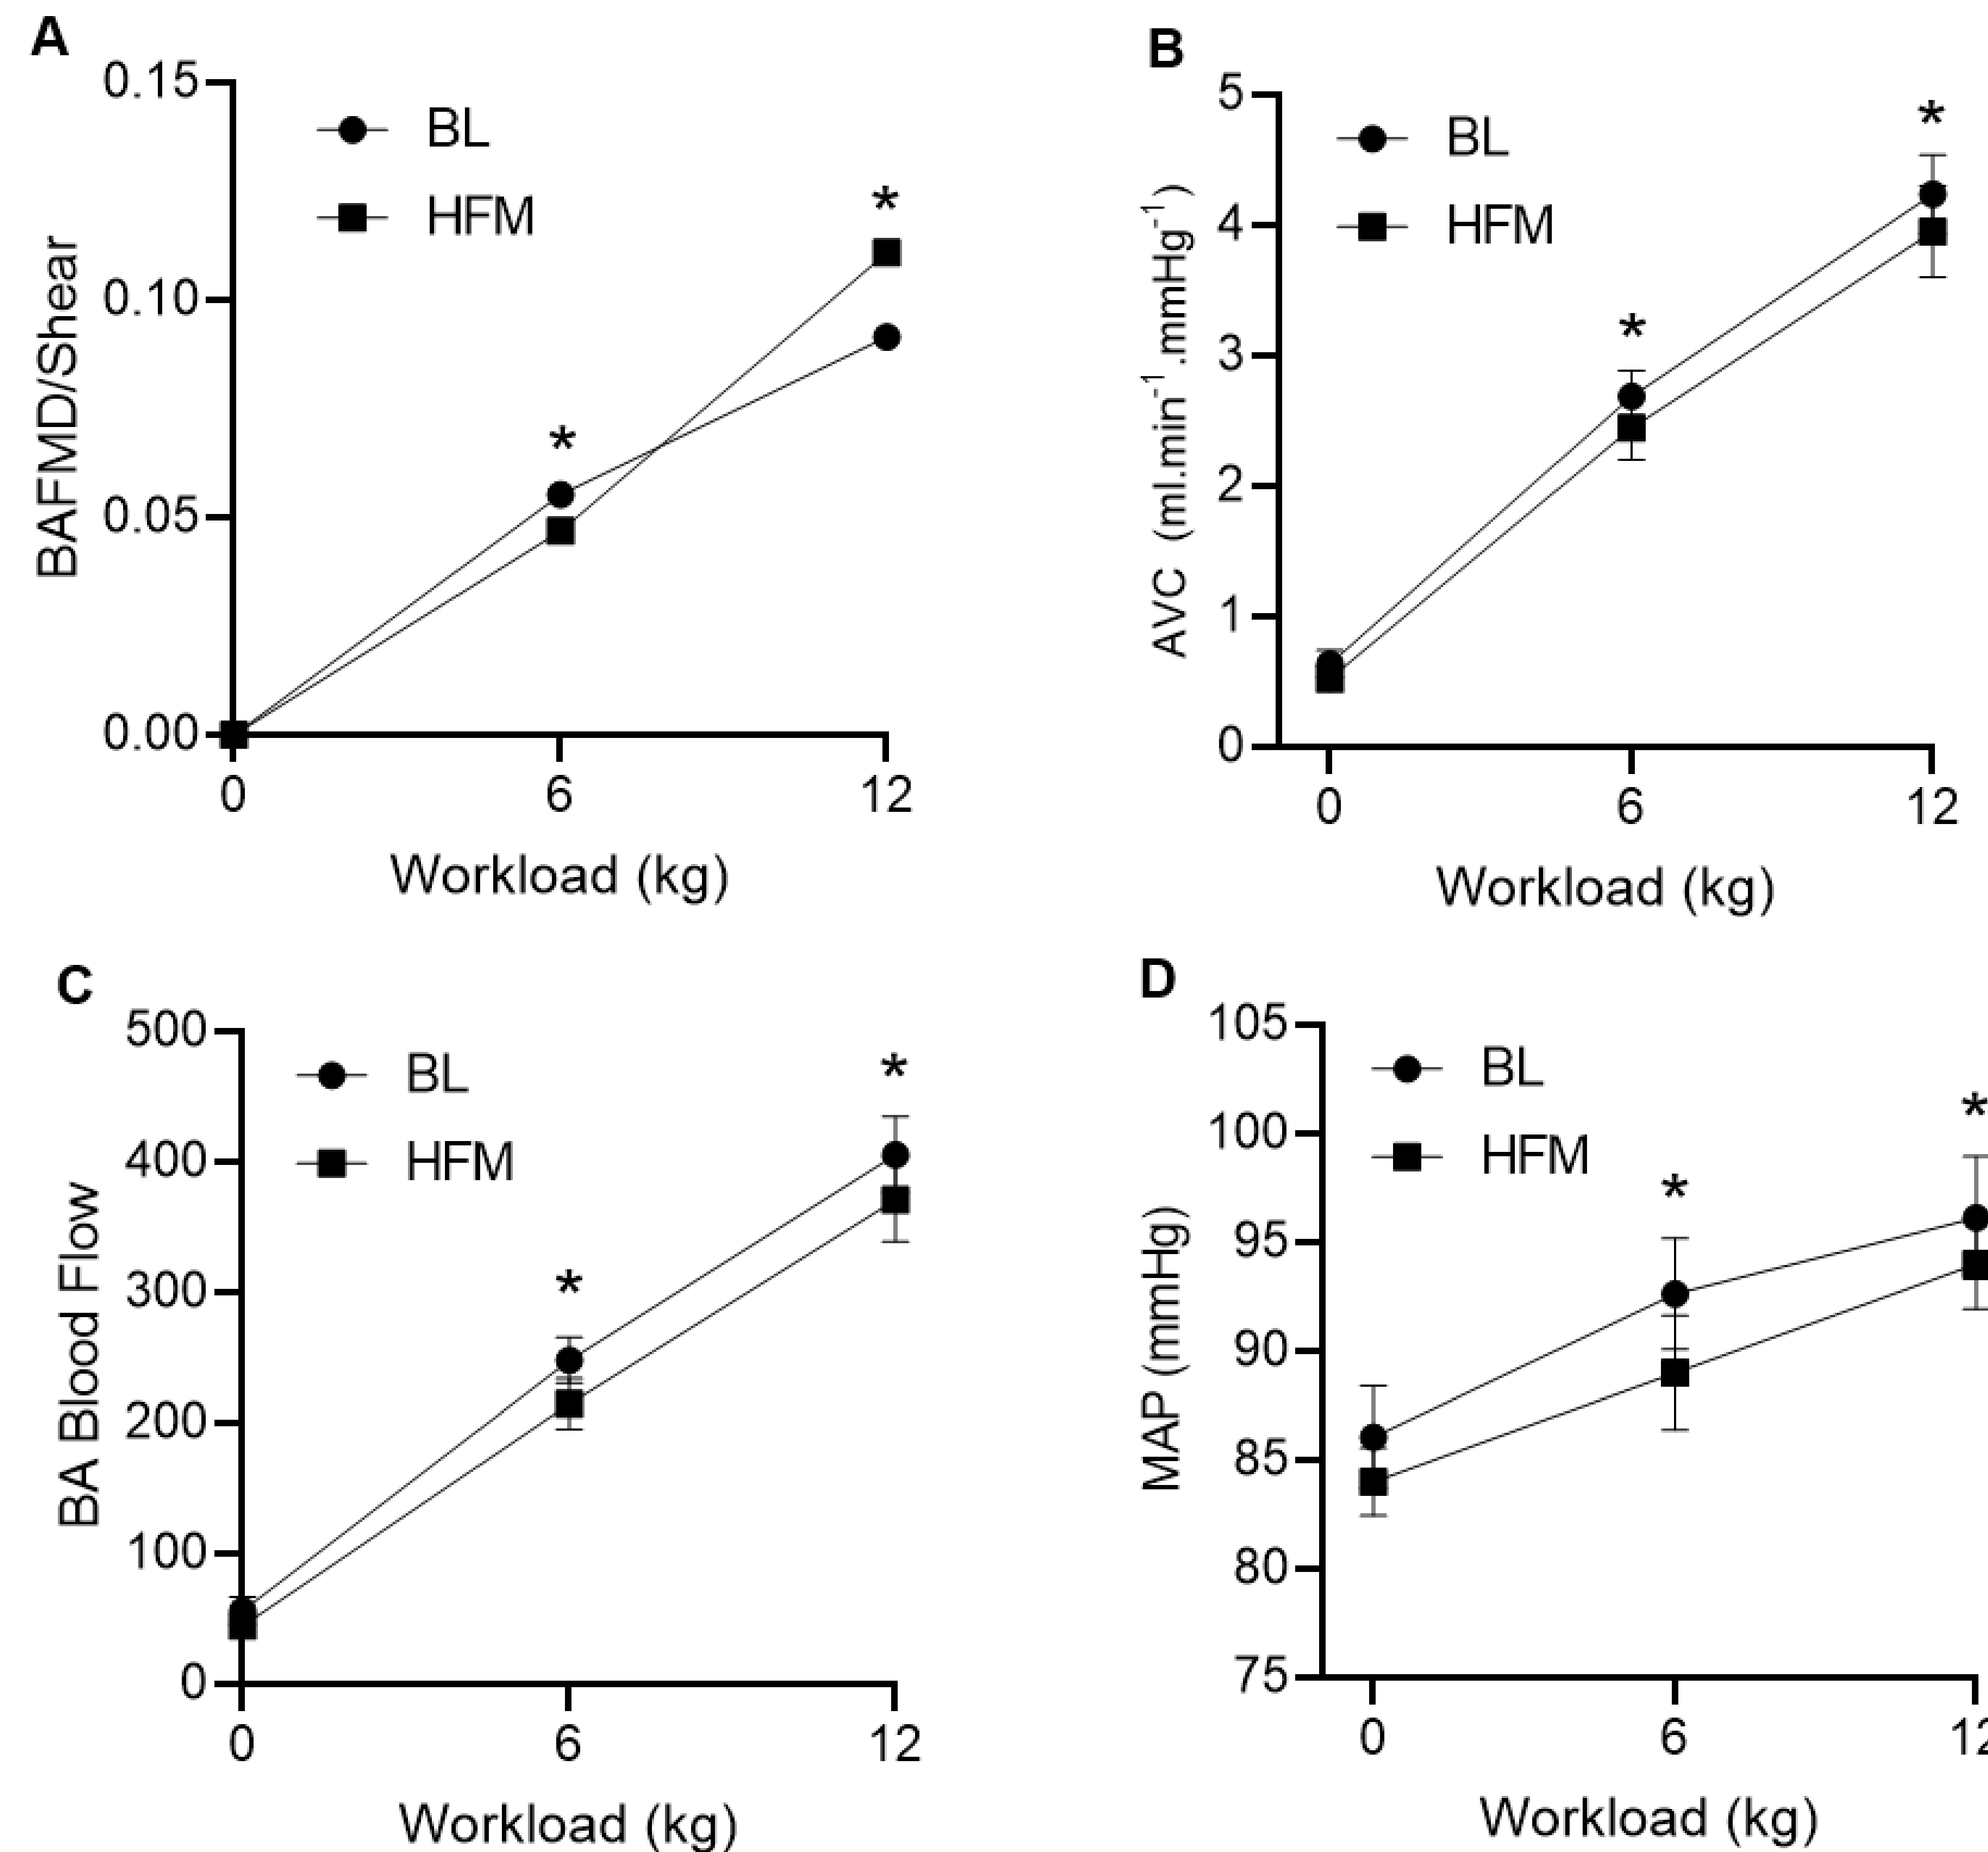 A
0.15
BL
HFM
*
0.10
*
0.05
0.00
BAFMD/Shear
0 6 12
Workload (kg)
B
5
BL
HFM
*
4
*
3
2
1
0
AVC (ml.min⁻¹.mmHg⁻¹)
0 6 12
Workload (kg)
C
500
BL
HFM
*
400
*
300
200
100
0
BA Blood Flow
0 6 12
Workload (kg)
D
105
BL
HFM
*
100
*
95
90
85
80
75
MAP (mmHg)
0 6 12
Workload (kg)